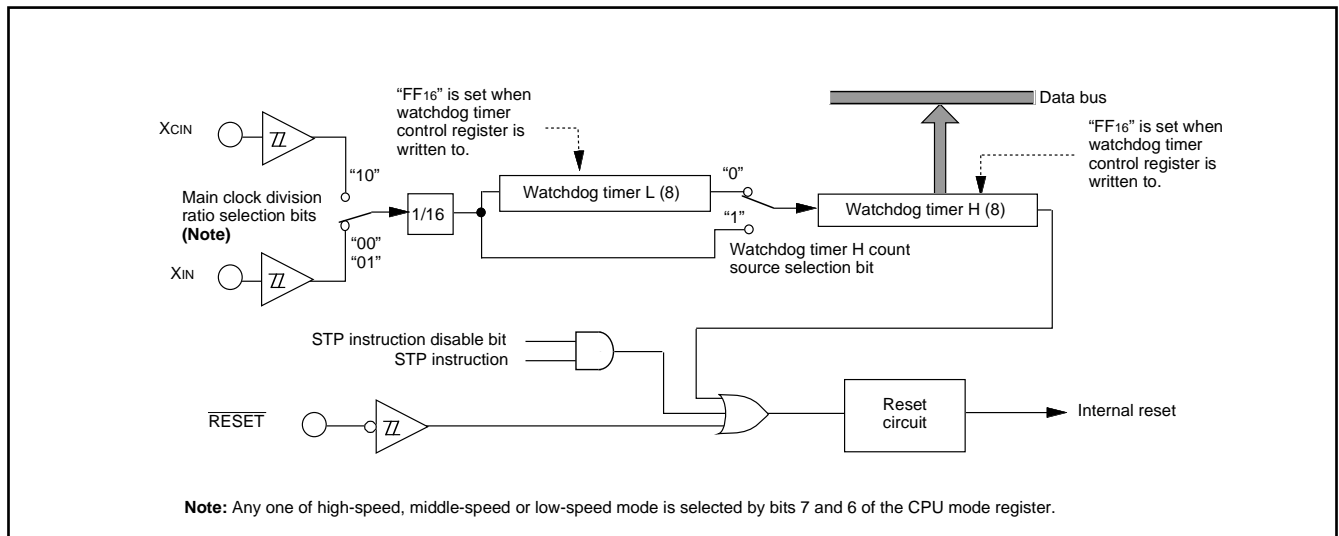 “FF16” is set when
watchdog timer
control register is
written to.
Data bus
“FF16” is set when
watchdog timer
control register is
written to.
XCIN
“10”
Main clock division
ratio selection bits
(Note)
1/16
Watchdog timer L (8)
“0”
Watchdog timer H (8)
“00”
“01”
“1”
Watchdog timer H count
source selection bit
XIN
STP instruction disable bit
STP instruction
RESET
Reset
circuit
Internal reset
Note: Any one of high-speed, middle-speed or low-speed mode is selected by bits 7 and 6 of the CPU mode register.